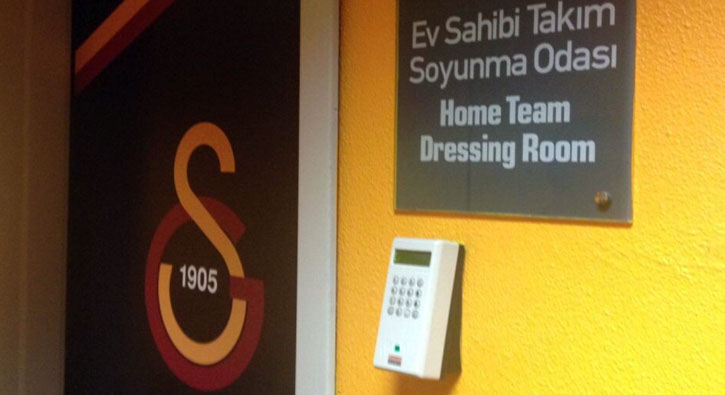 Ev Sahibi Takım
Soyunma Odası
Home Team
Dressing Room
1905